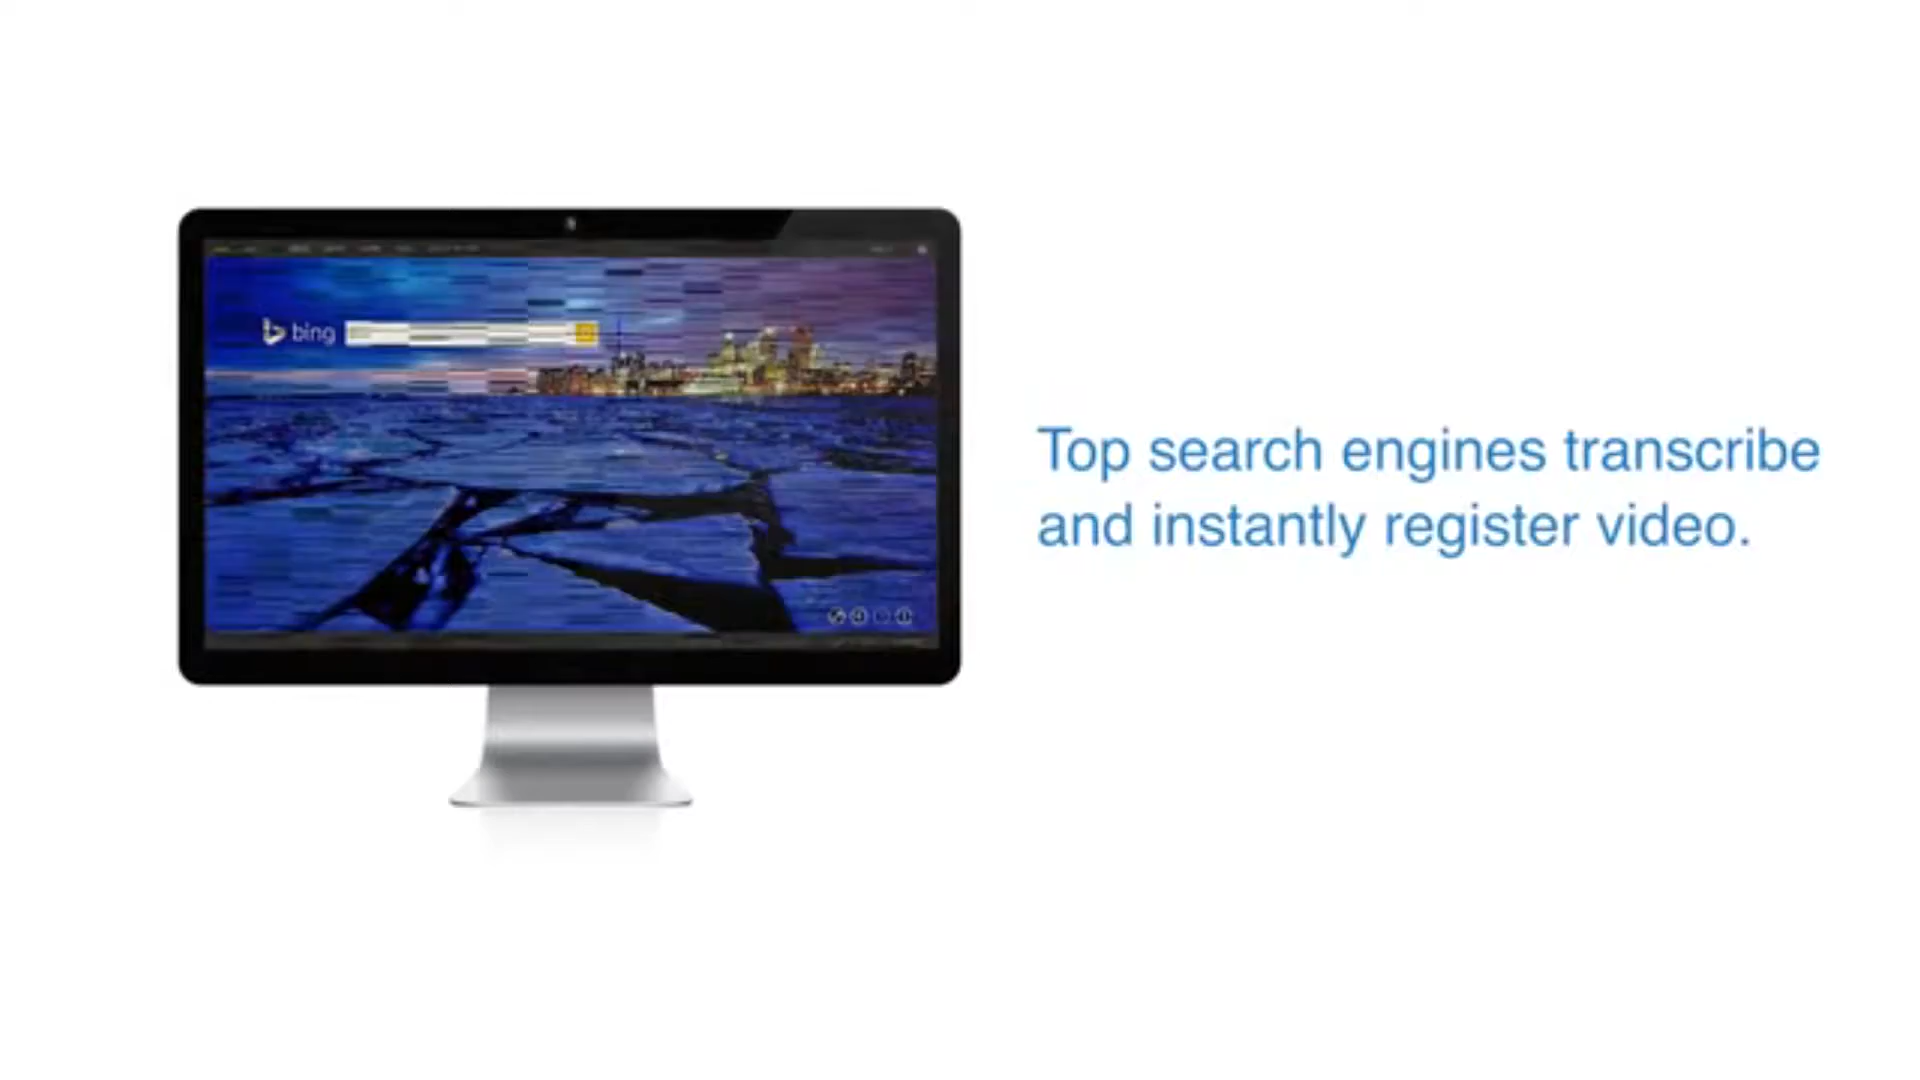 bing
Top search engines transcribe
and instantly register video.